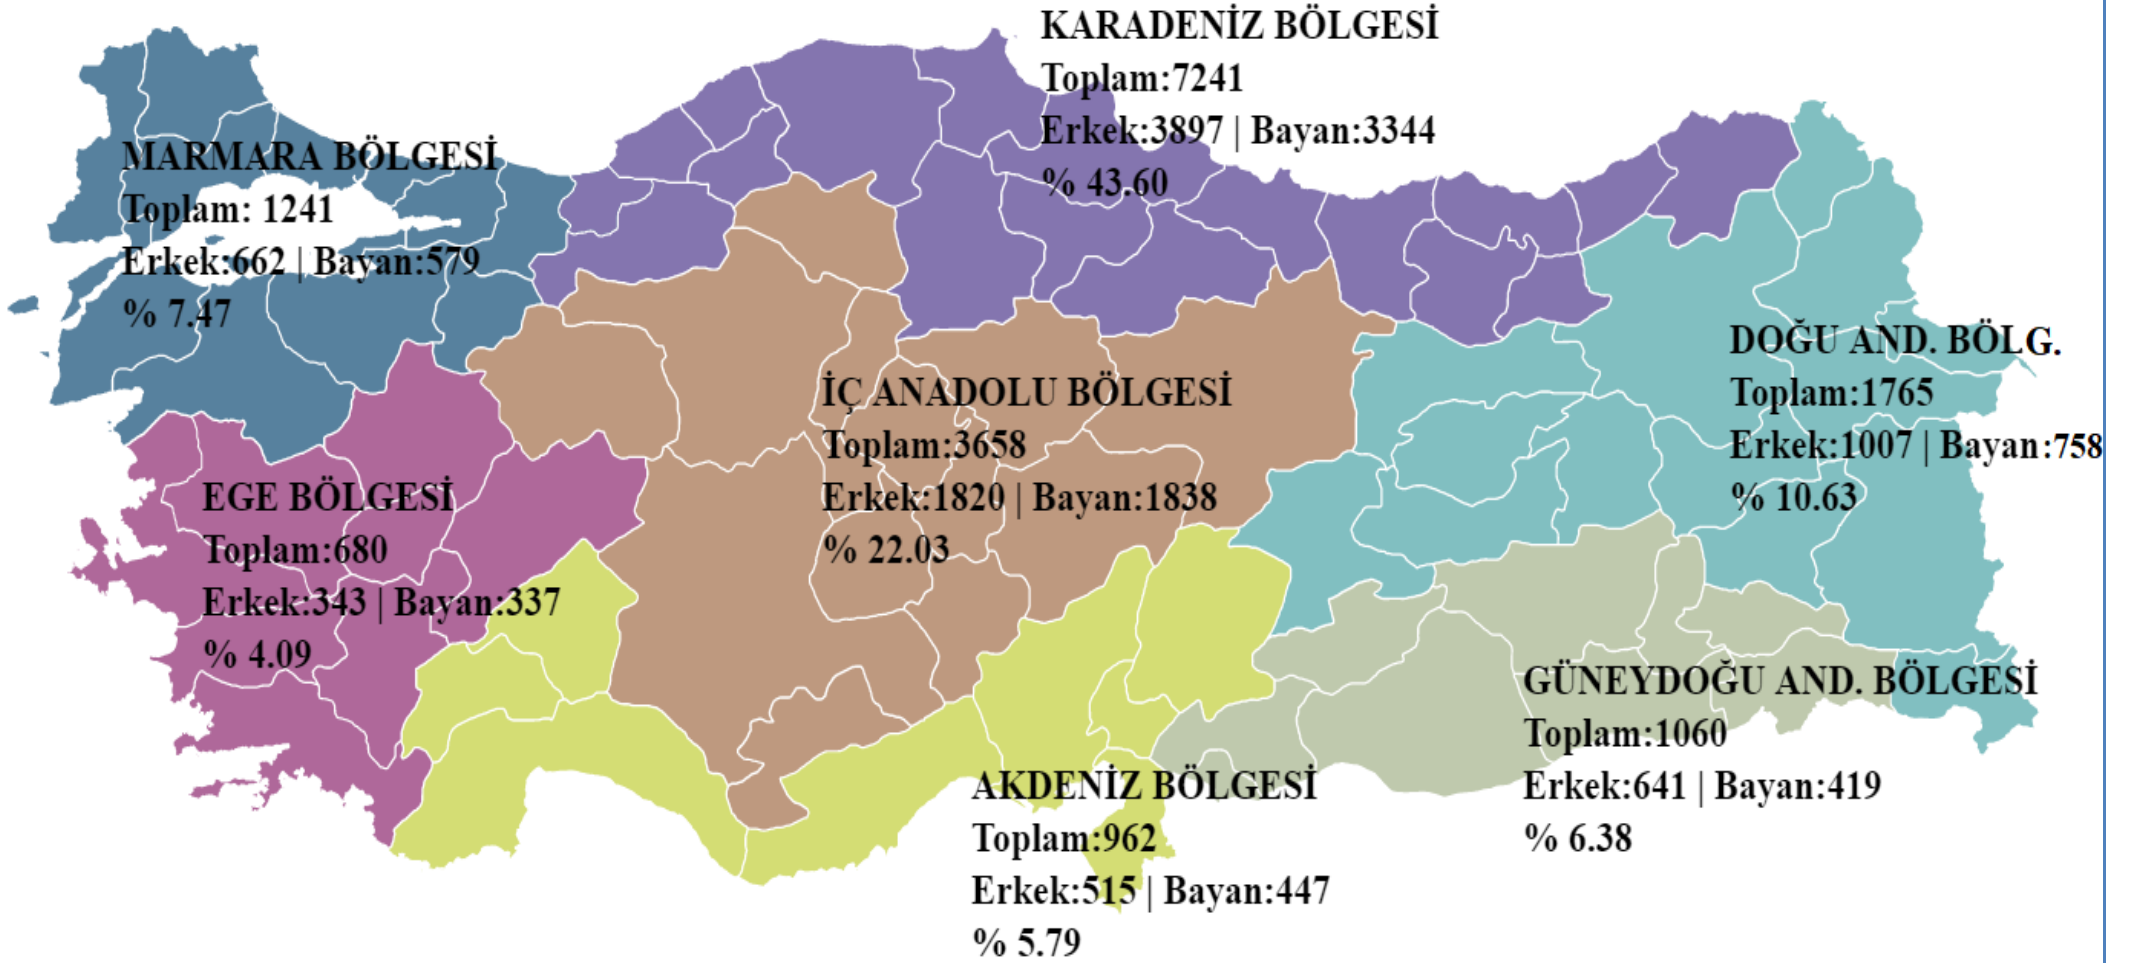 KARADENİZ BÖLGESİ
Toplam:7241
Erkek:3897 | Bayan:3344
% 43.60
MARMARA BÖLGESİ
Toplam: 1241
Erkek:662 | Bayan:579
% 7.47
DOĞU AND. BÖLG.
Toplam:1765
Erkek:1007 | Bayan:758
% 10.63
İÇ ANADOLU BÖLGESİ
Toplam:3658
Erkek:1820 | Bayan:1838
% 22.03
EGE BÖLGESİ
Toplam:680
Erkek:343 | Bayan:337
% 4.09
GÜNEYDOĞU AND. BÖLGESİ
Toplam:1060
Erkek:641 | Bayan:419
% 6.38
AKDENİZ BÖLGESİ
Toplam:962
Erkek:515 | Bayan:447
% 5.79